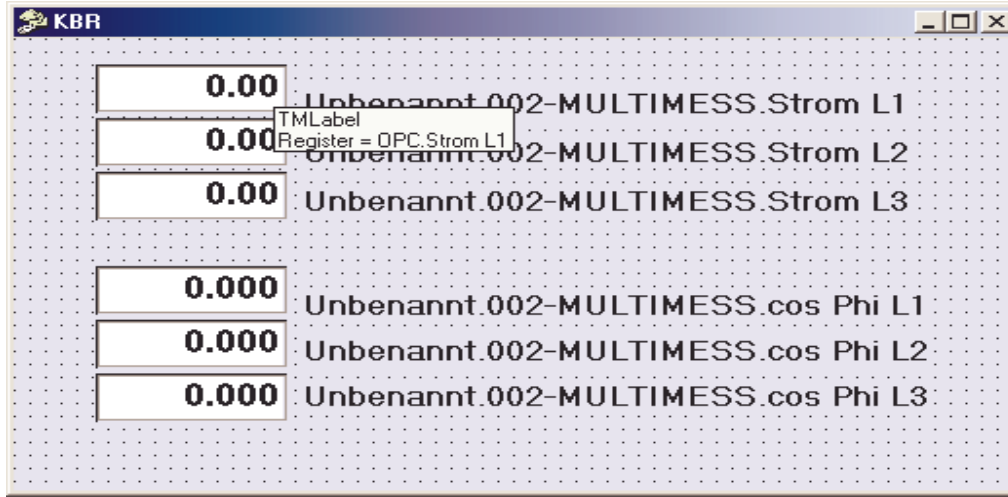 KBR
0.00 Unbenannt.002-MULTIMESS.Strom L1
TMLabel
Register = OPC.Strom L1
0.00 Unbenannt.002-MULTIMESS.Strom L2
0.00 Unbenannt.002-MULTIMESS.Strom L3
0.000 Unbenannt.002-MULTIMESS.cos Phi L1
0.000 Unbenannt.002-MULTIMESS.cos Phi L2
0.000 Unbenannt.002-MULTIMESS.cos Phi L3